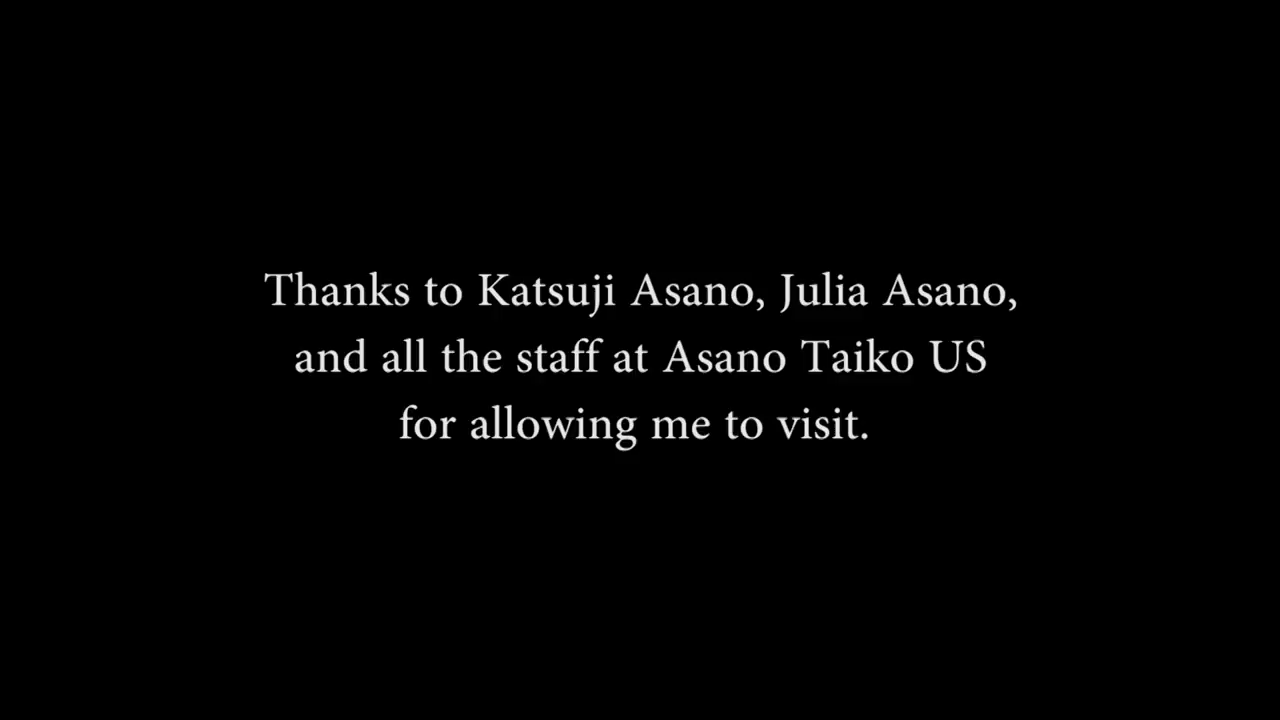 Thanks to Katsuji Asano, Julia Asano,
and all the staff at Asano Taiko US
for allowing me to visit.